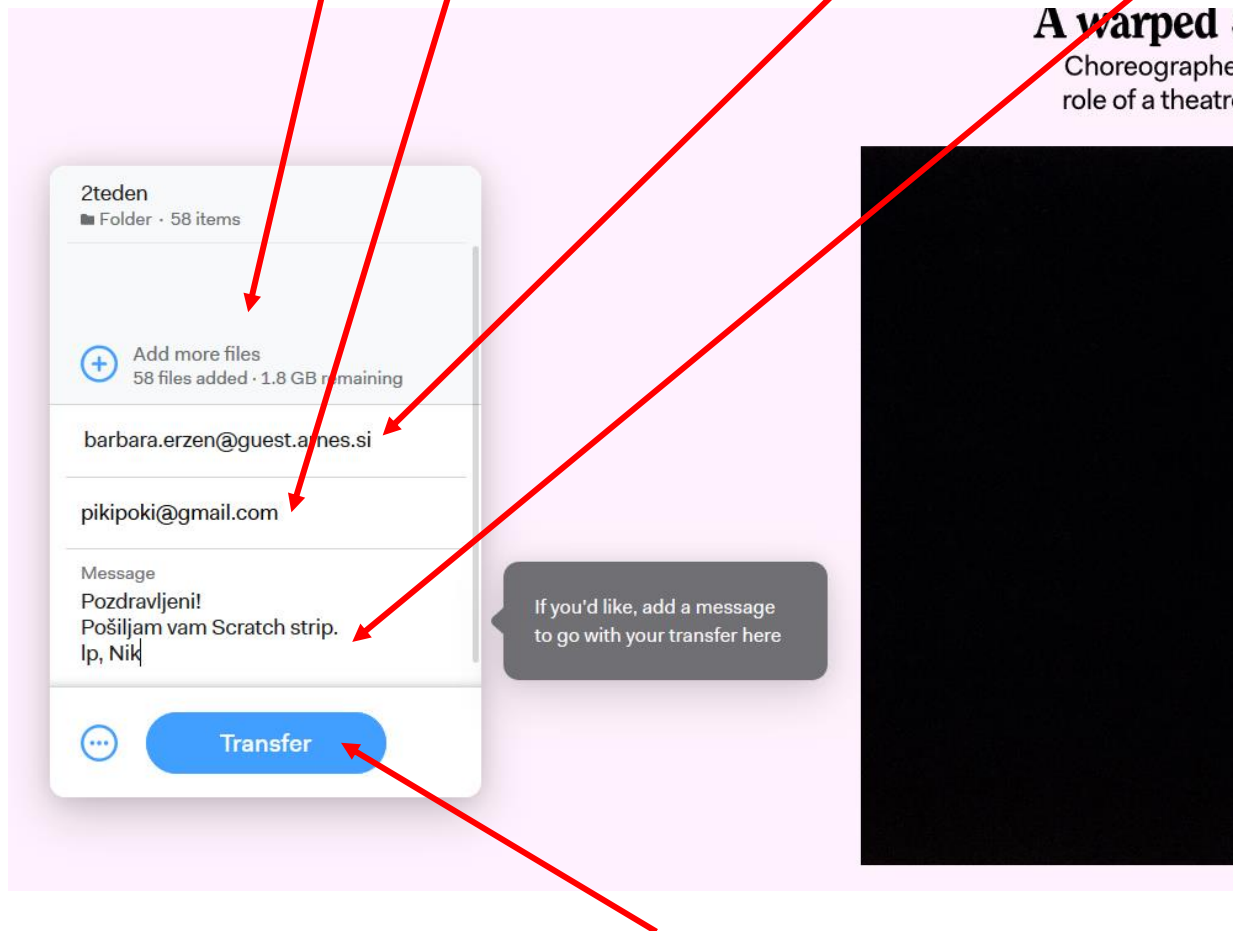 A warped
Choreographe
role of a theatre
2teden
Folder · 58 items
Add more files
58 files added · 1.8 GB remaining
barbara.erzen@guest.arnes.si
pikipoki@gmail.com
Message
Pozdravljeni!
Pošiljam vam Scratch strip.
lp, Nik
If you'd like, add a message
to go with your transfer here
Transfer